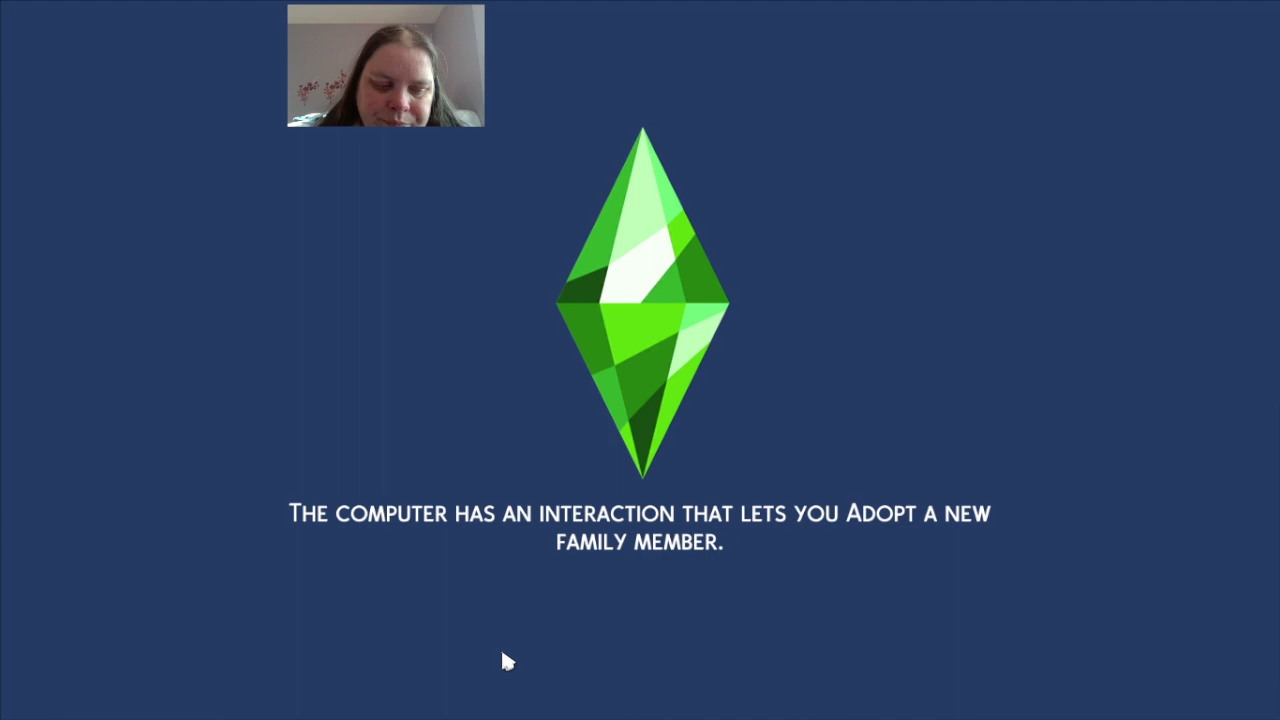 The computer has an interaction that lets you Adopt a new
family member.